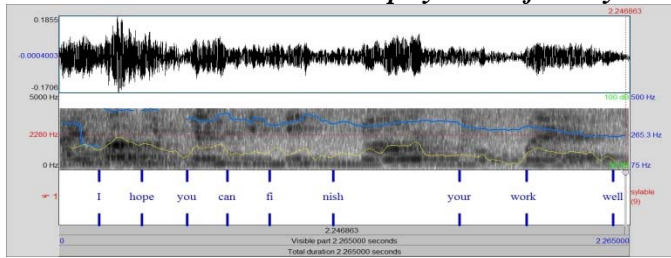 2.246863
0.1855
-0.0004003
-0.1706
5000 Hz
100 dB
500 Hz
2280 Hz
265.3 Hz
0 Hz
75 Hz
1
I hope you can fi nish your work well
sylable
(9)
2.246863
0 Visible part 2.265000 seconds 2.265000
Total duration 2.265000 seconds